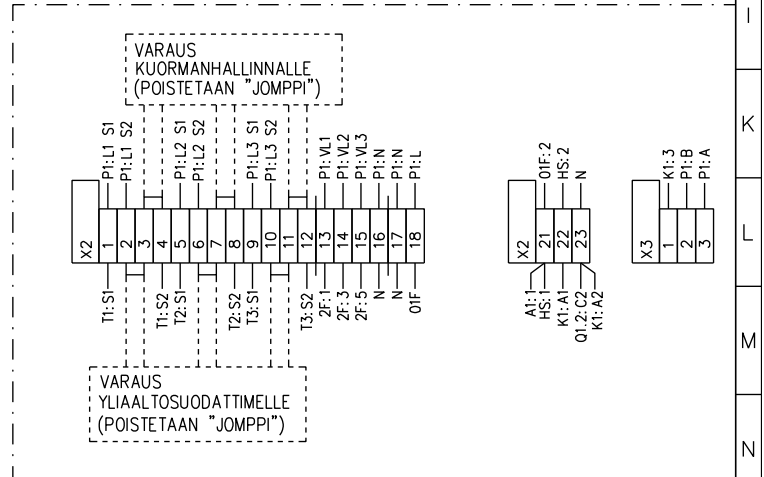 I
VARAUS
KUORMANHALLINNALLE
(POISTETAAN "JOMPPI")
K
P1:L1 S1
P1:L1 S2
P1:L2 S1
P1:L2 S2
P1:L3 S1
P1:L3 S2
P1:VL1
P1:VL2
P1:VL3
P1:N
P1:N
P1:L
01F:2
HS:2
N
K1:3
P1:B
P1:A
X2 1 2 3 4 5 6 7 8 9 10 11 12 13 14 15 16 17 18
X2 21 22 23
X3 1 2 3
L
T1:S1
T1:S2
T2:S1
T2:S2
T3:S1
T3:S2
2F:1
2F:3
2F:5
N
N
01F
A1:1
HS:1
K1:A1
Q1.2:C2
K1:A2
M
VARAUS
YLIAALTOSUODATTIMELLE
(POISTETAAN "JOMPPI")
N